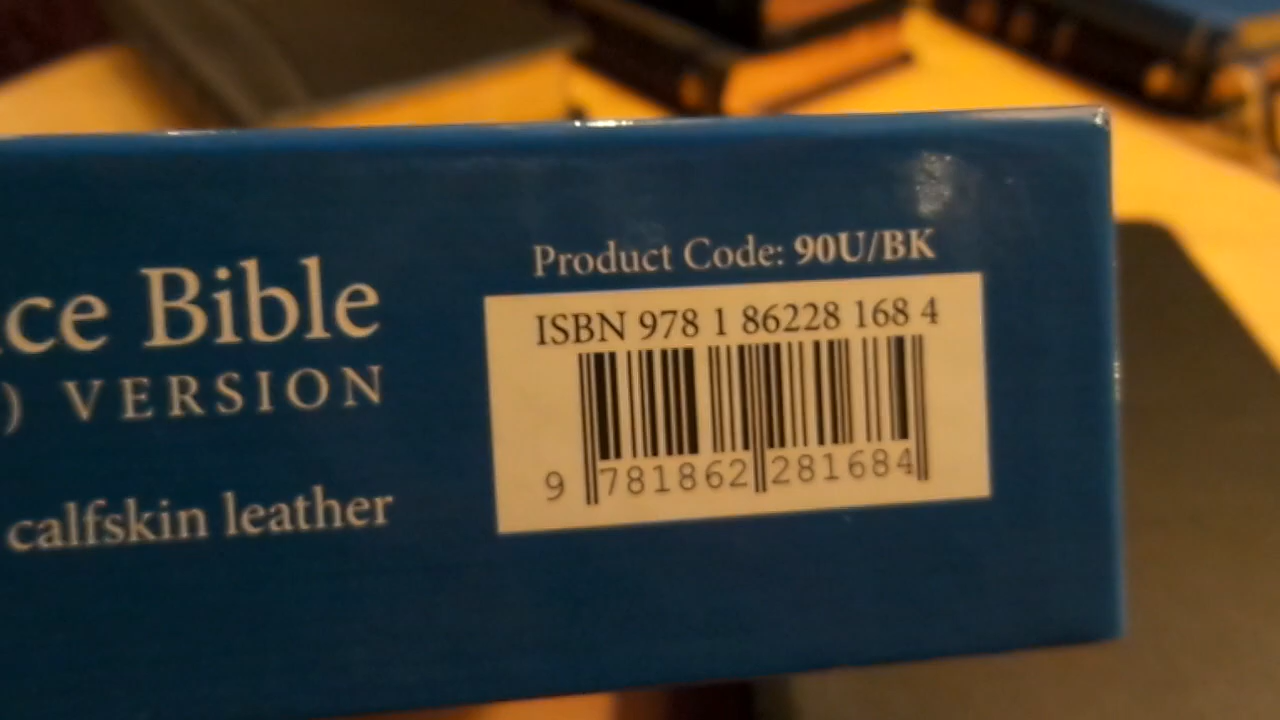 Product Code: 90U/BK
ISBN 978 1 86228 168 4
9 781862 281684
ce Bible
) VERSION
calfskin leather